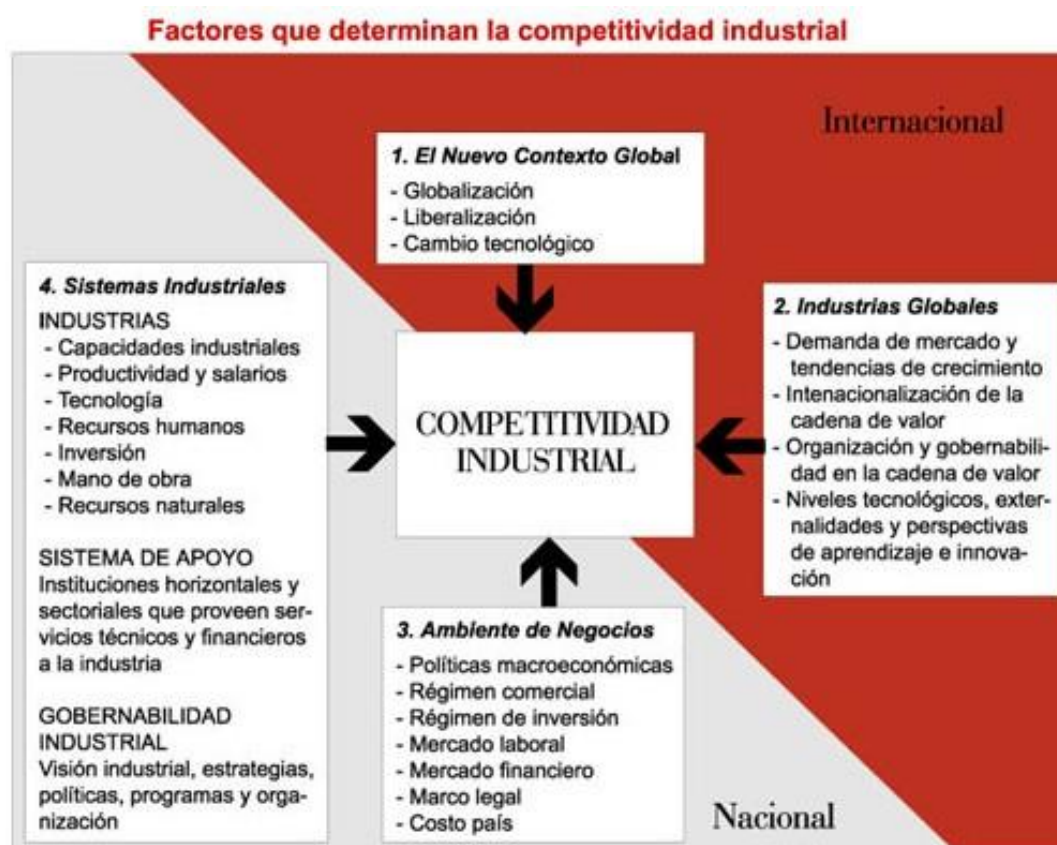 Factores que determinan la competitividad industrial
Internacional
1. El Nuevo Contexto Global
- Globalización
- Liberalización
- Cambio tecnológico
4. Sistemas Industriales
INDUSTRIAS
- Capacidades industriales
- Productividad y salarios
- Tecnología
- Recursos humanos
- Inversión
- Mano de obra
- Recursos naturales
SISTEMA DE APOYO
Instituciones horizontales y
sectoriales que proveen ser-
vicios técnicos y financieros
a la industria
GOBERNABILIDAD
INDUSTRIAL
Visión industrial, estrategias,
políticas, programas y orga-
nización
COMPETITIVIDAD
INDUSTRIAL
2. Industrias Globales
- Demanda de mercado y
tendencias de crecimiento
- Intenacionalización de la
cadena de valor
- Organización y gobernabili-
dad en la cadena de valor
- Niveles tecnológicos, exter-
nalidades y perspectivas
de aprendizaje e innova-
ción
3. Ambiente de Negocios
- Políticas macroeconómicas
- Régimen comercial
- Régimen de inversión
- Mercado laboral
- Mercado financiero
- Marco legal
- Costo país
Nacional